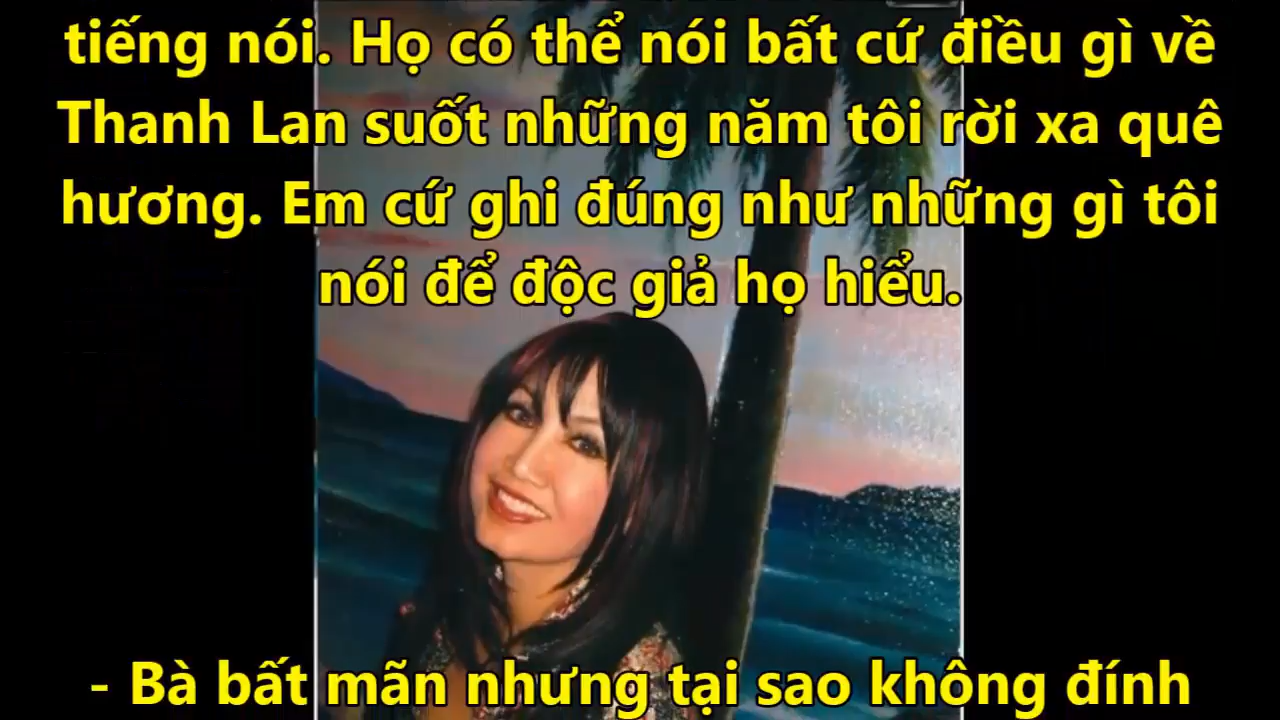 tiếng nói. Họ có thể nói bất cứ điều gì về
Thanh Lan suốt những năm tôi rời xa quê
hương. Em cứ ghi đúng như những gì tôi
nói để độc giả họ hiểu.
- Bà bất mãn nhưng tại sao không đính